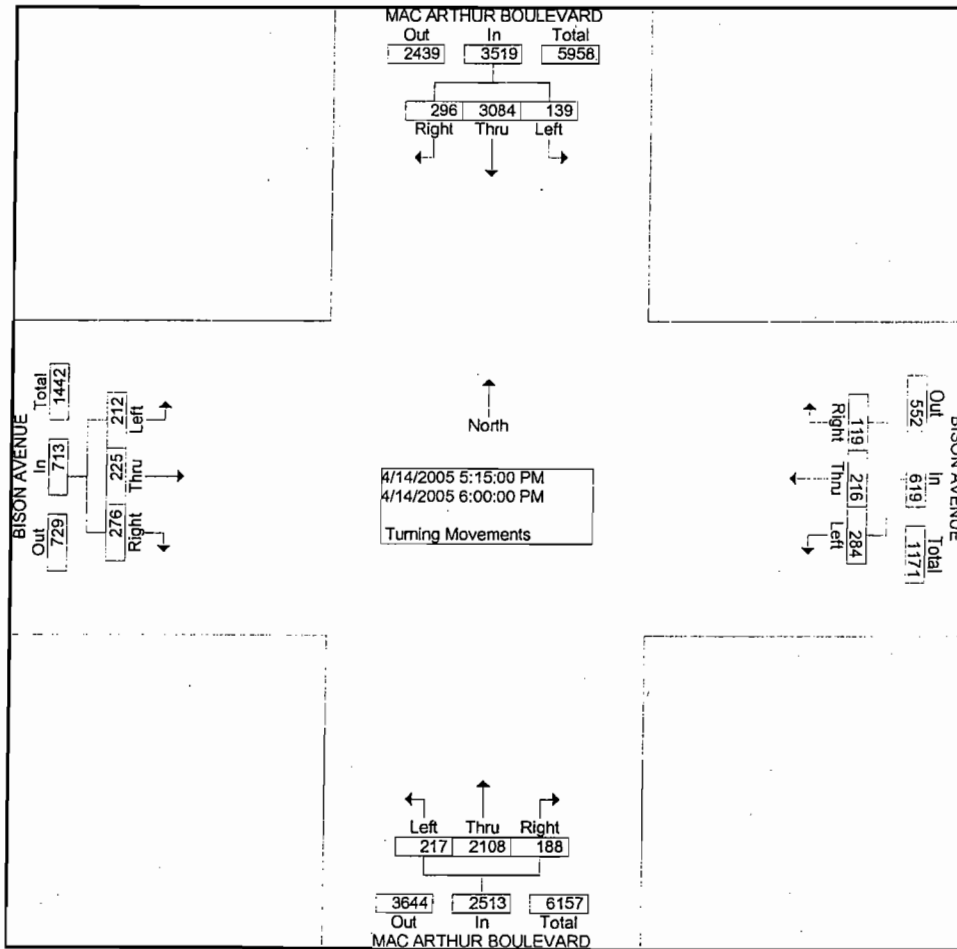 MAC ARTHUR BOULEVARD
Out In Total
2439 3519 5958
296 3084 139
Right Thru Left
BISON AVENUE
Total In Out
1442 713 729
212 225 276
Left Thru Right
North
4/14/2005 5:15:00 PM
4/14/2005 6:00:00 PM
Turning Movements
Right Thru Left
119 216 284
Out In Total
552 619 1171
BISON AVENUE
Left Thru Right
217 2108 188
3644 2513 6157
Out In Total
MAC ARTHUR BOULEVARD